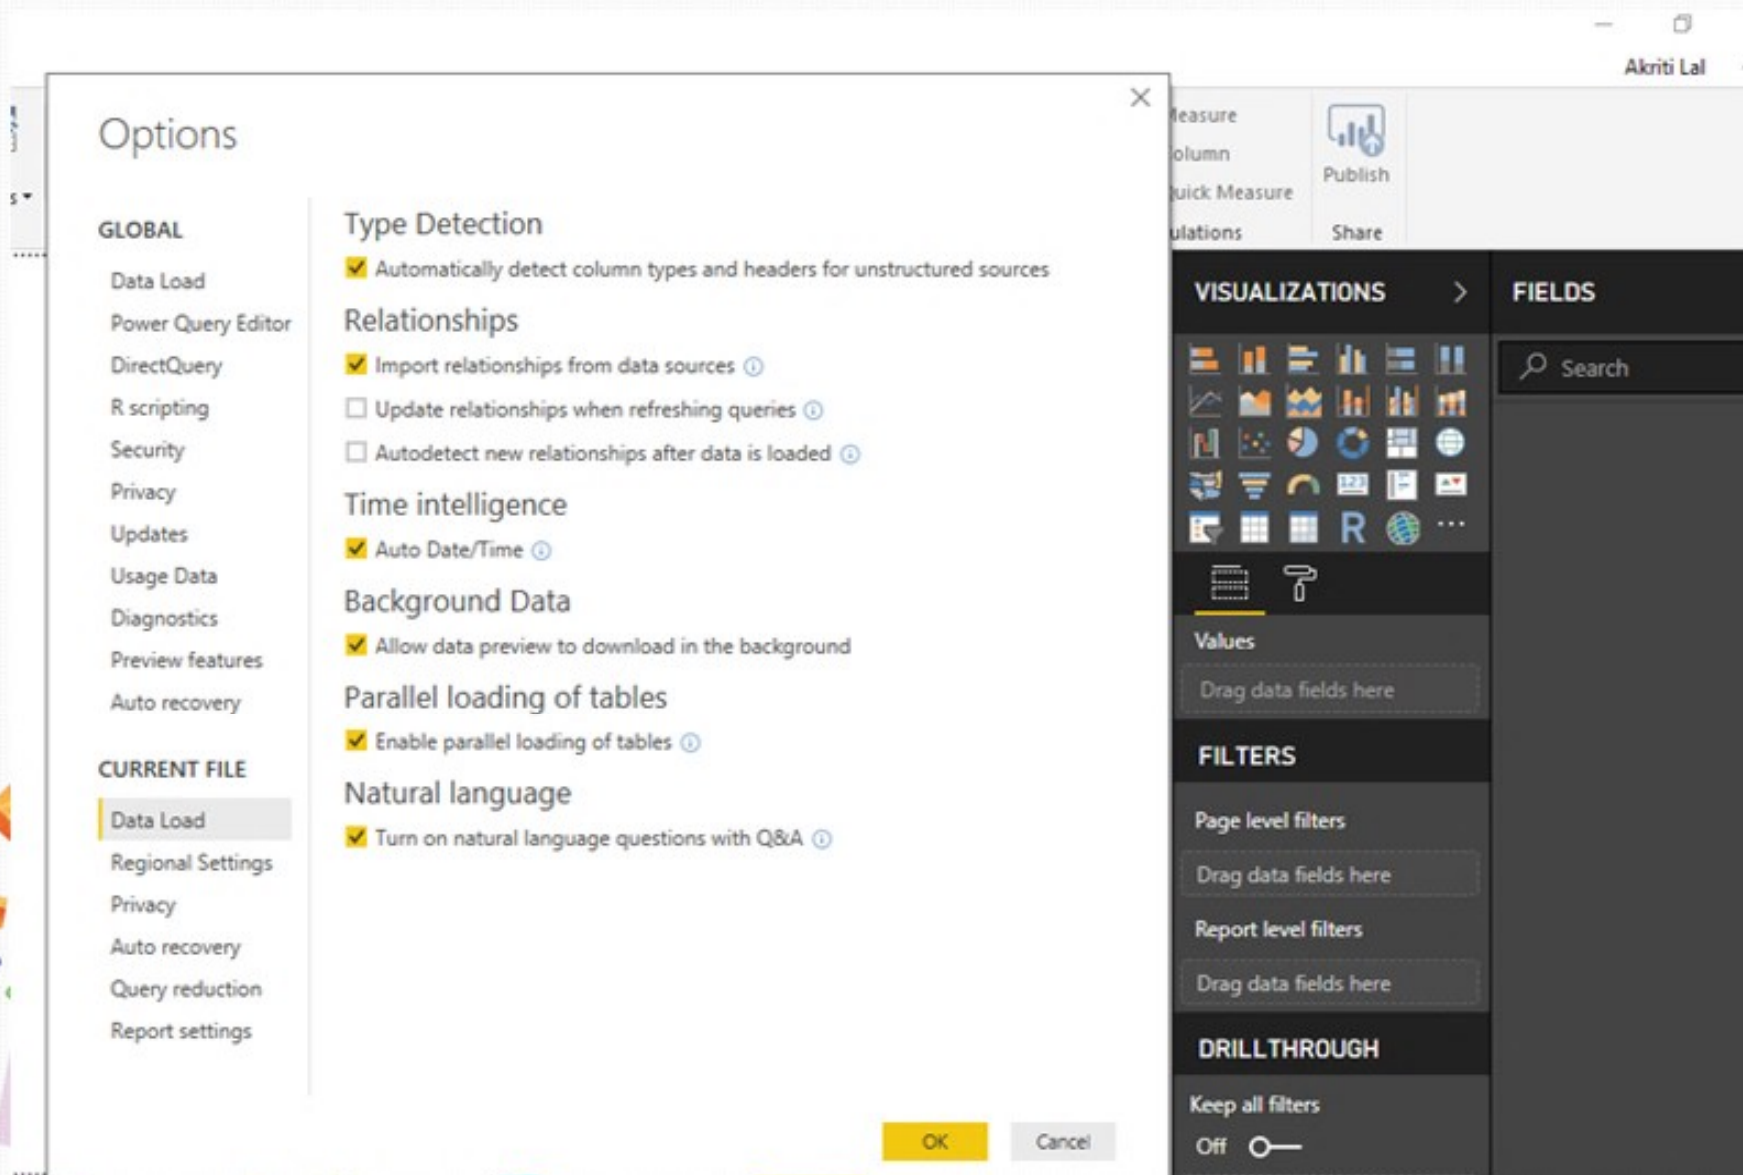 Akriti Lal
Options
GLOBAL
Data Load
Power Query Editor
DirectQuery
R scripting
Security
Privacy
Updates
Usage Data
Diagnostics
Preview features
Auto recovery
CURRENT FILE
Data Load
Regional Settings
Privacy
Auto recovery
Query reduction
Report settings
Type Detection
Automatically detect column types and headers for unstructured sources
Relationships
Import relationships from data sources
Update relationships when refreshing queries
Autodetect new relationships after data is loaded
Time intelligence
Auto Date/Time
Background Data
Allow data preview to download in the background
Parallel loading of tables
Enable parallel loading of tables
Natural language
Turn on natural language questions with Q&A
OK
Cancel
Measure
Publish
Share
VISUALIZATIONS
123
R
Values
Drag data fields here
FILTERS
Page level filters
Drag data fields here
Report level filters
Drag data fields here
DRILLTHROUGH
Keep all filters
Off
FIELDS
Search